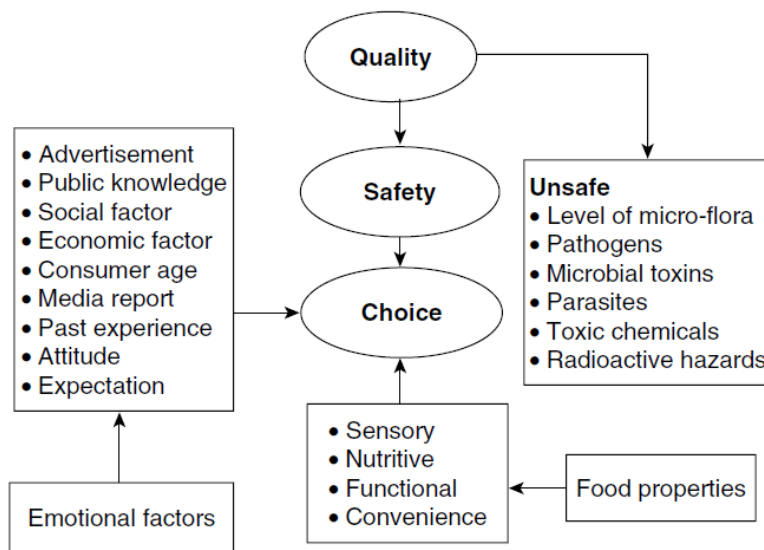 Quality
• Advertisement
• Public knowledge
• Social factor
• Economic factor
• Consumer age
• Media report
• Past experience
• Attitude
• Expectation
Safety
Unsafe
• Level of micro-flora
• Pathogens
• Microbial toxins
• Parasites
• Toxic chemicals
• Radioactive hazards
Choice
• Sensory
• Nutritive
• Functional
• Convenience
Food properties
Emotional factors